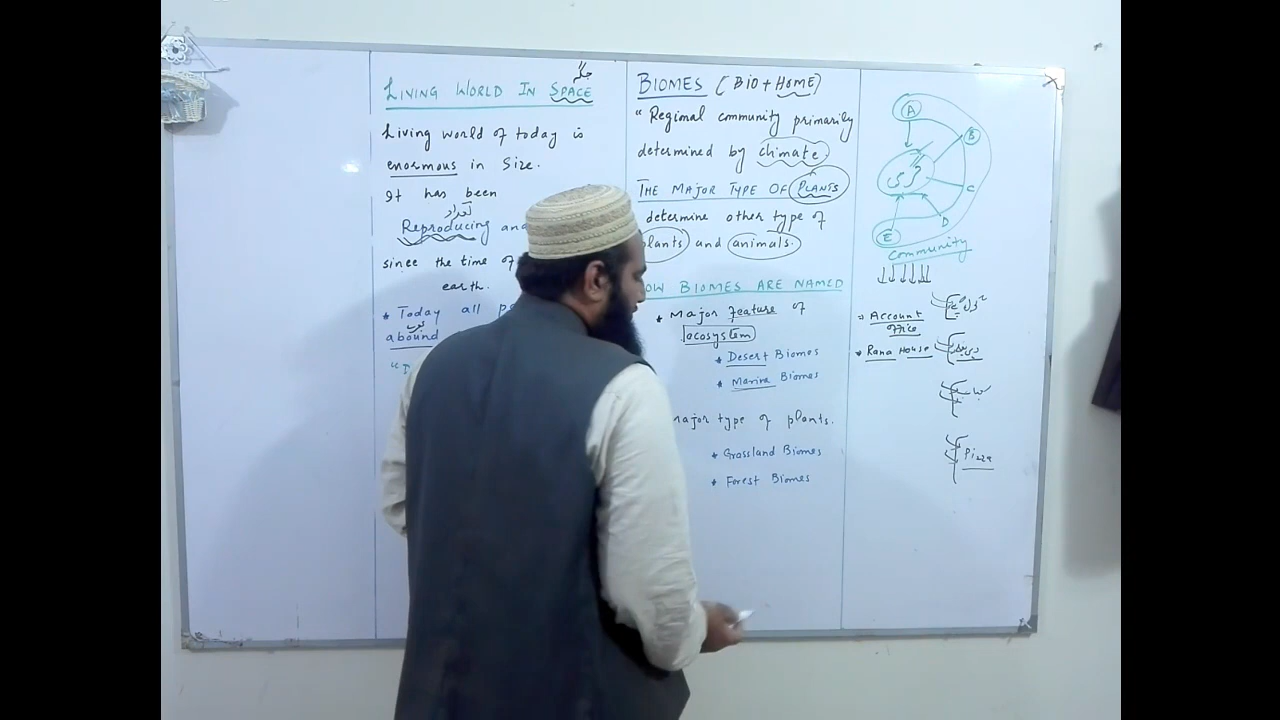 جگہ
LIVING WORLD IN SPACE
Living world of today is
enormous in Size.
It has been
Reproducing
since the time of
earth.
* Today all
abound
BIOMES (BIO + HOME)
“ Regional community primarily
determined by climate.
THE MAJOR TYPE OF PLANTS
determine other type of
plants and animals.
OW BIOMES ARE NAMED
* Major feature of
ecosystem
* Desert Biomes
* Marine Biomes
major type of plants.
* Grassland Biomes
* Forest Biomes
A
B
C
D
E
community
Account
office
* Rana House
Pizza